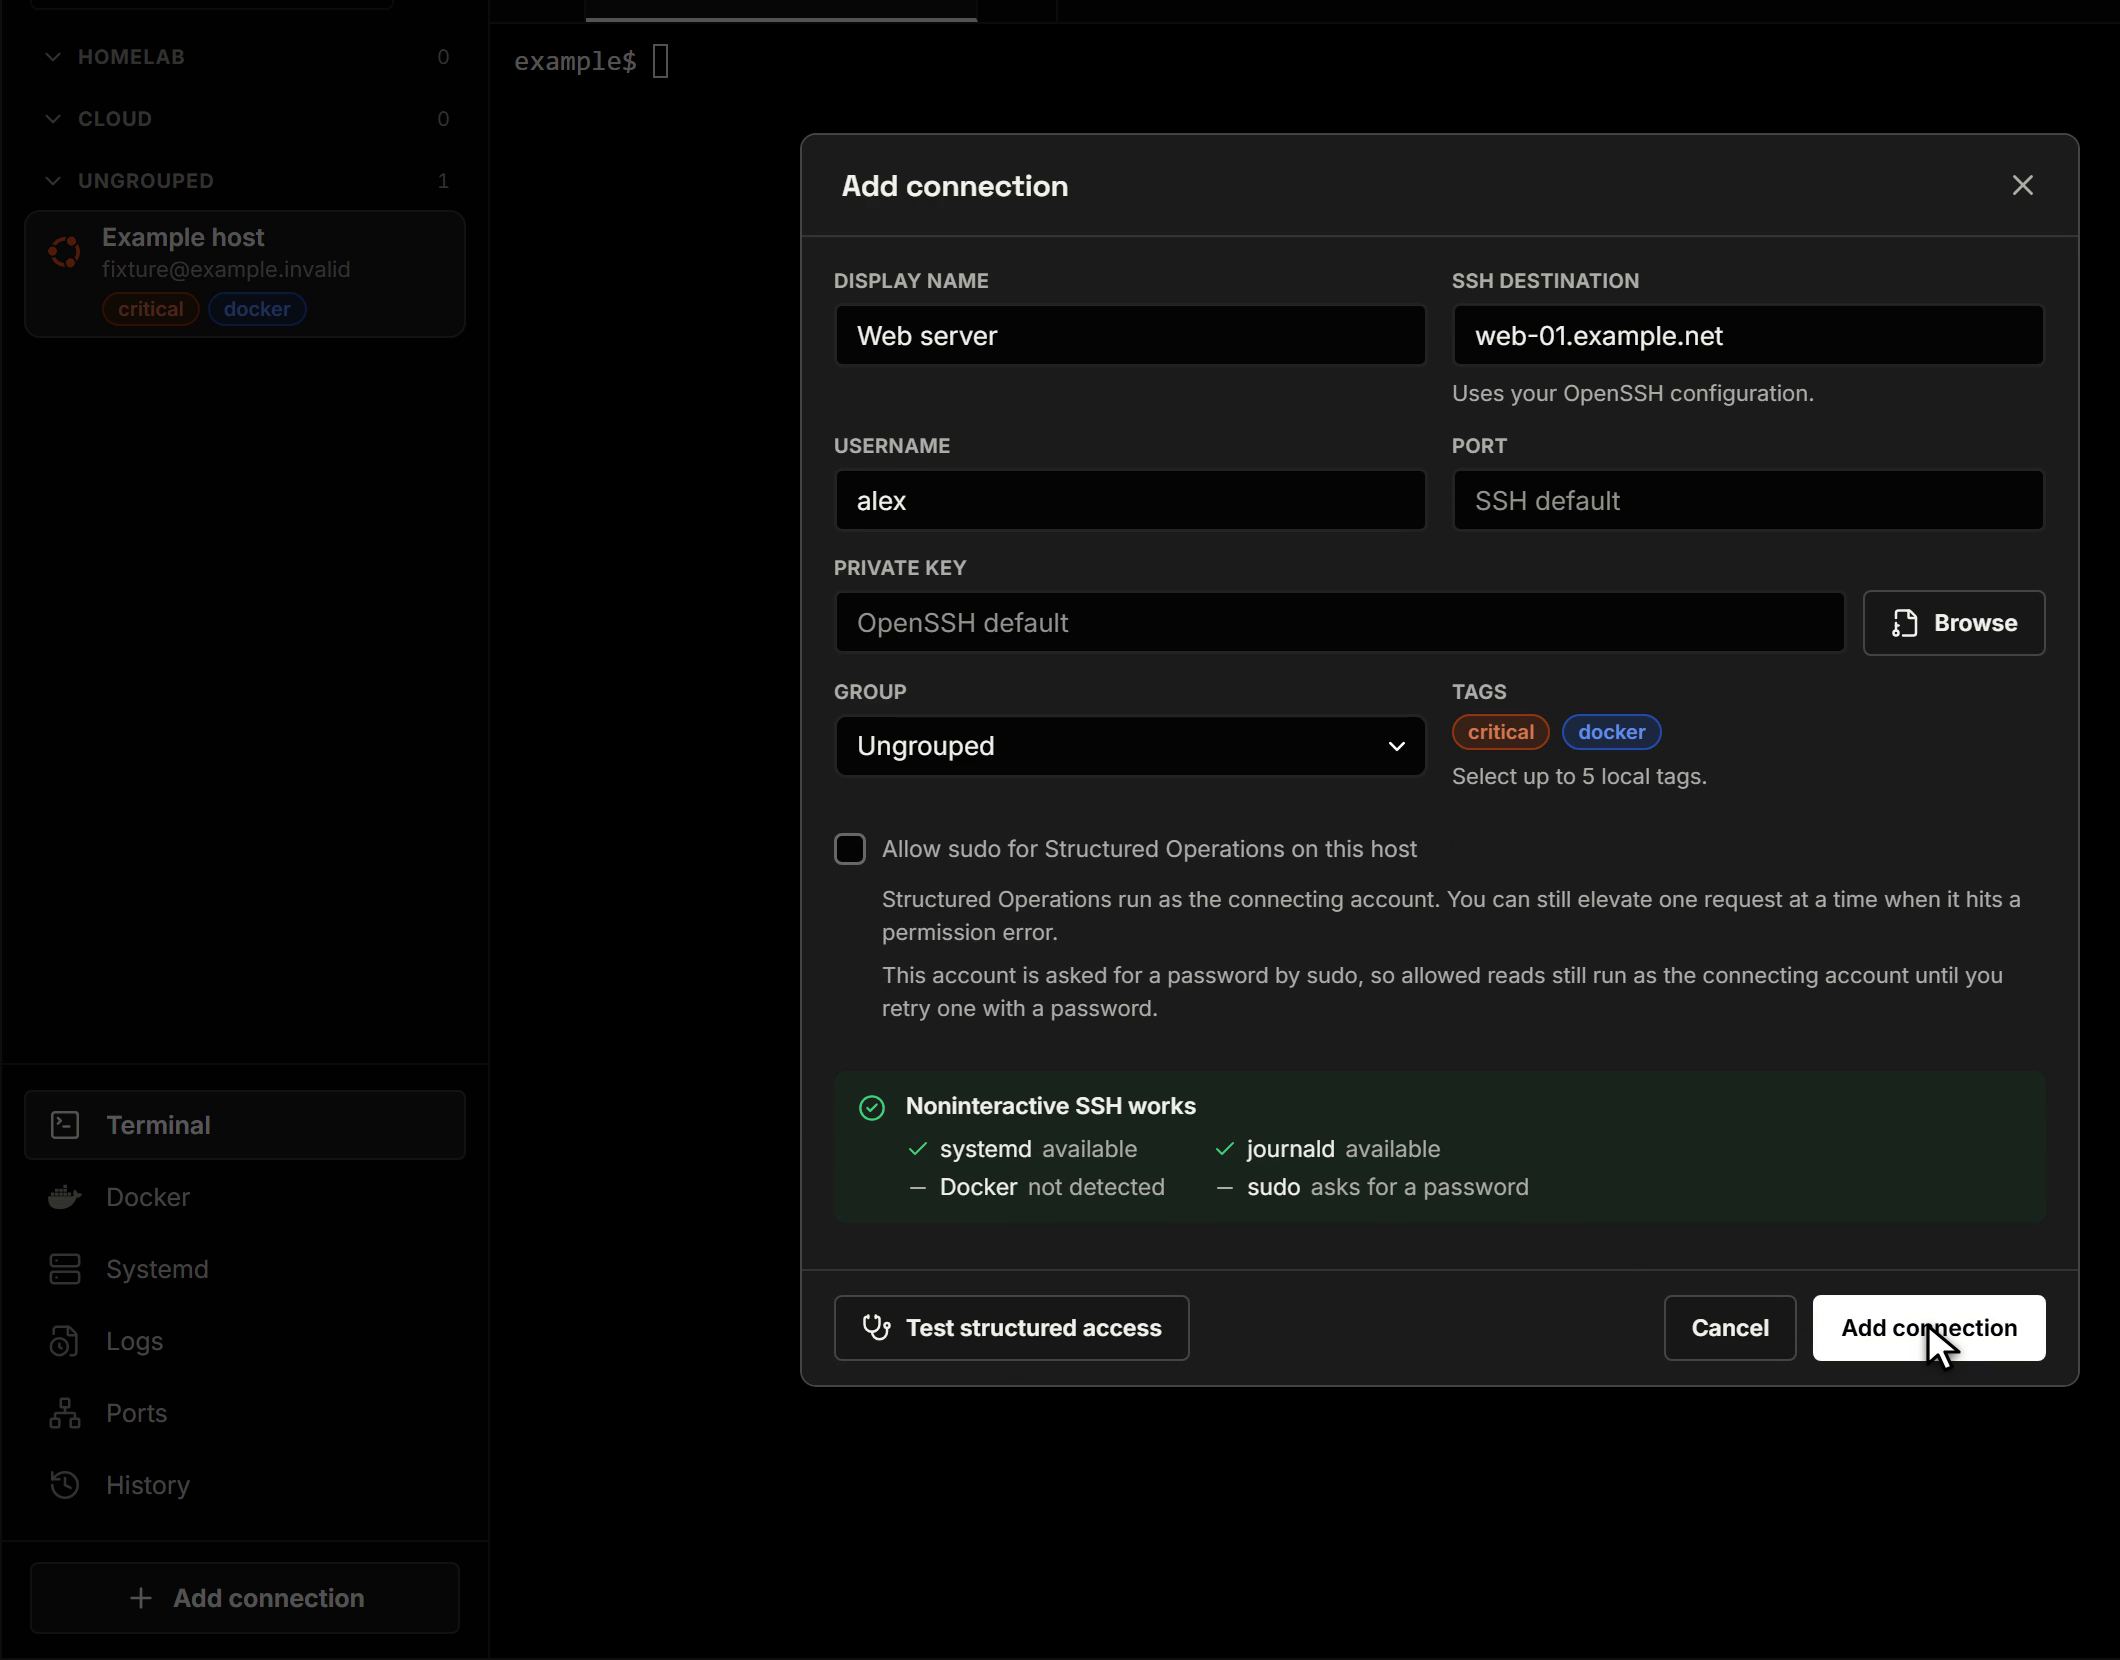 HOMELAB 0
CLOUD 0
UNGROUPED 1
Example host
fixture@example.invalid
critical docker
Terminal
Docker
Systemd
Logs
Ports
History
Add connection
example$
Add connection
DISPLAY NAME
Web server
SSH DESTINATION
web-01.example.net
Uses your OpenSSH configuration.
USERNAME
alex
PORT
SSH default
PRIVATE KEY
OpenSSH default
Browse
GROUP
Ungrouped
TAGS
critical docker
Select up to 5 local tags.
Allow sudo for Structured Operations on this host
Structured Operations run as the connecting account. You can still elevate one request at a time when it hits a
permission error.
This account is asked for a password by sudo, so allowed reads still run as the connecting account until you
retry one with a password.
Noninteractive SSH works
systemd available journald available
Docker not detected sudo asks for a password
Test structured access
Cancel
Add connection